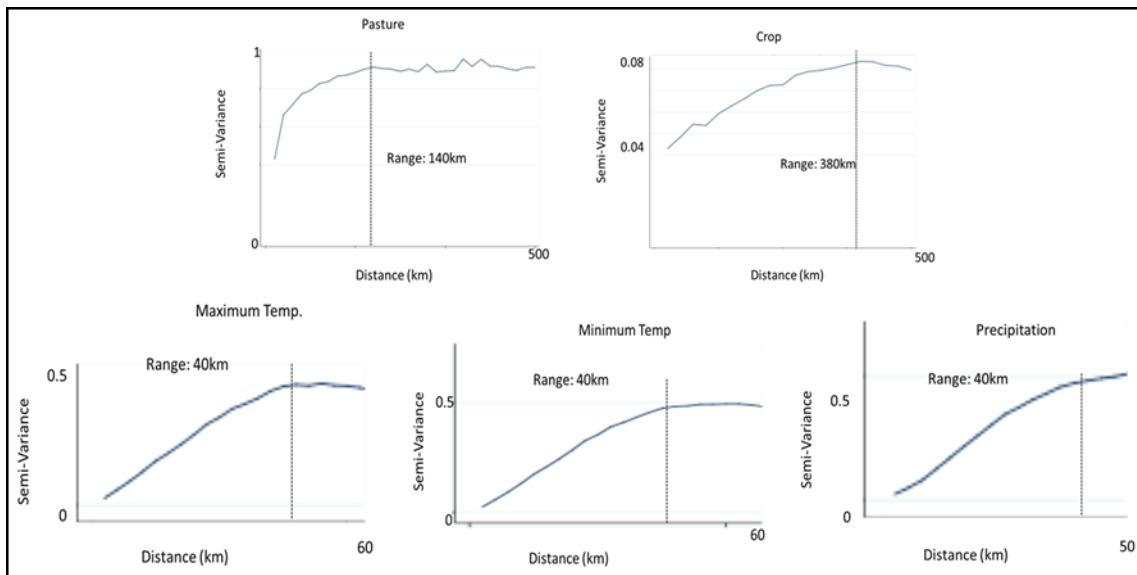 Pasture
1
Semi-Variance
Range: 140km
0
500
Distance (km)
Crop
0.08
Semi-Variance
0.04
Range: 380km
500
Distance (km)
Maximum Temp.
Range: 40km
0.5
Semi-Variance
0
60
Distance (km)
Minimum Temp
Range: 40km
0.5
Semi-Variance
0
60
Distance (km)
Precipitation
Range: 40km
0.5
Semi-Variance
0
50
Distance (km)